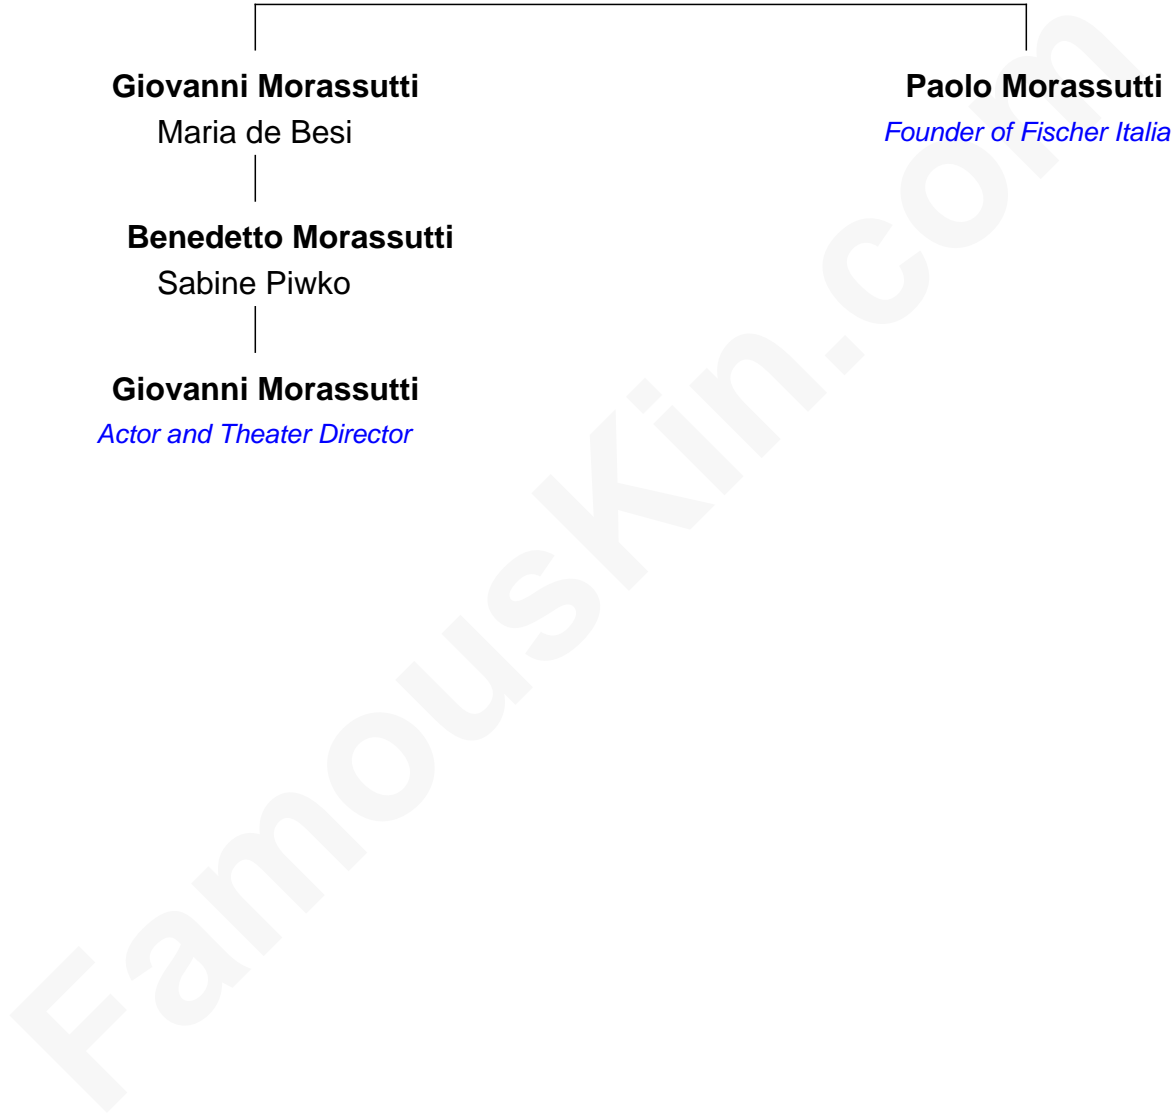 Giovanni Morassutti
Maria de Besi
Paolo Morassutti
Founder of Fischer Italia
Benedetto Morassutti
Sabine Piwko
Giovanni Morassutti
Actor and Theater Director
FamousKin.com